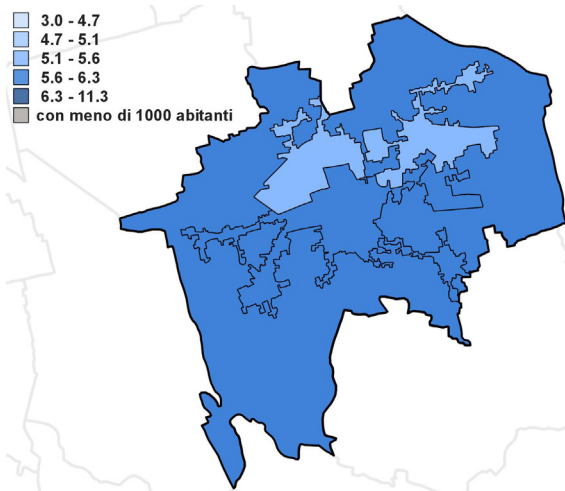 3.0 - 4.7
4.7 - 5.1
5.1 - 5.6
5.6 - 6.3
6.3 - 11.3
con meno di 1000 abitanti